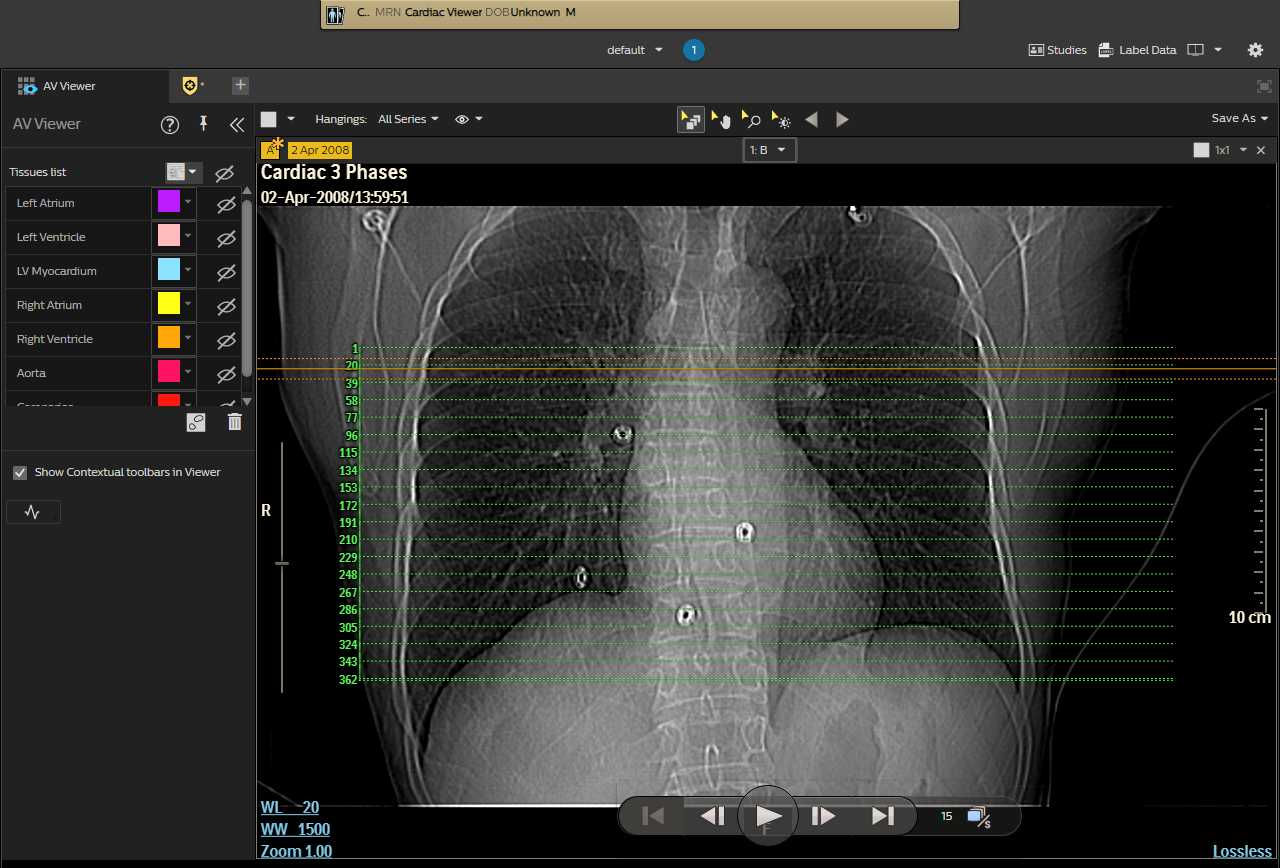 C.. MRN Cardiac Viewer DOB Unknown M
default 1 Studies Label Data
AV Viewer
AV Viewer
Hangings: All Series
Save As
A 2 Apr 2008
1: B
1x1
Cardiac 3 Phases
02-Apr-2008/13:59:51
Tissues list
Left Atrium
Left Ventricle
LV Myocardium
Right Atrium
Right Ventricle
Aorta
Show Contextual toolbars in Viewer
1
20
39
58
77
96
115
134
153
172
191
210
229
248
267
286
305
324
343
362
R
10 cm
WL 20
WW 1500
Zoom 1.00
F
15
Lossless